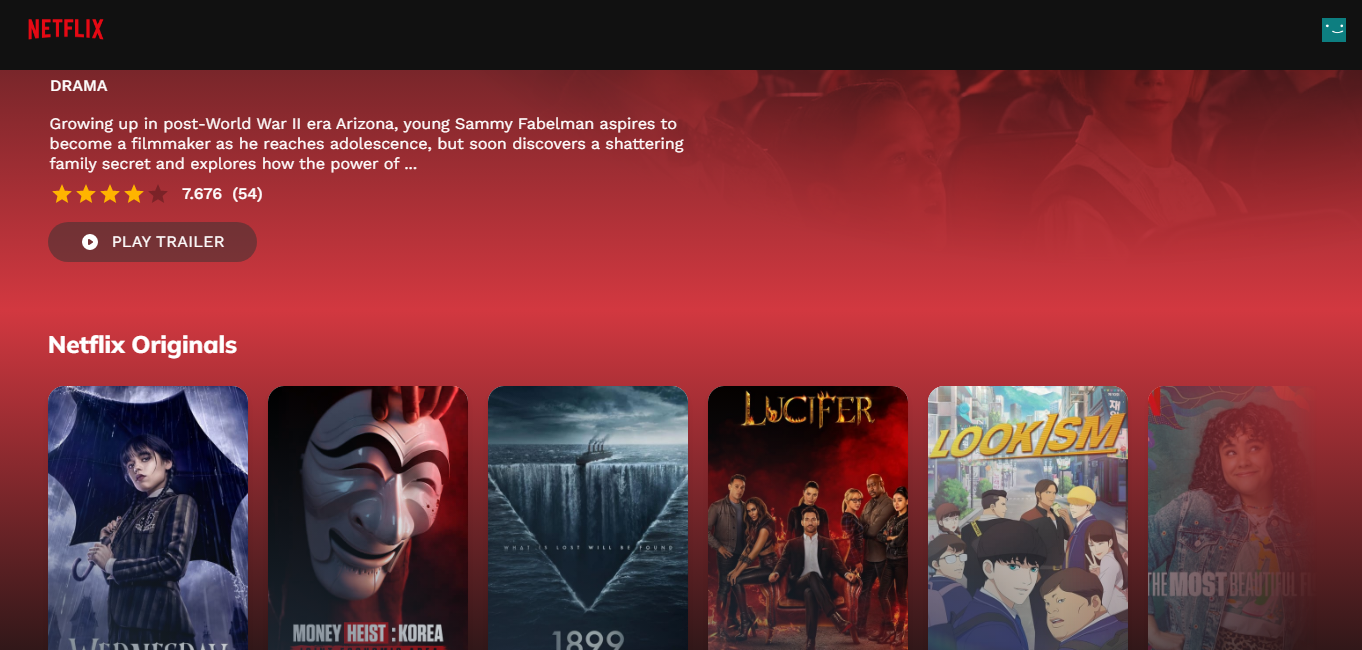 NETFLIX
DRAMA
Growing up in post-World War II era Arizona, young Sammy Fabelman aspires to
become a filmmaker as he reaches adolescence, but soon discovers a shattering
family secret and explores how the power of ...
7.676 (54)
PLAY TRAILER
Netflix Originals
WEDNESDAY
MONEY HEIST : KOREA
WHAT IS LOST WILL BE FOUND
1899
LUCIFER
LOOKISM
THE MOST BEAUTIFUL